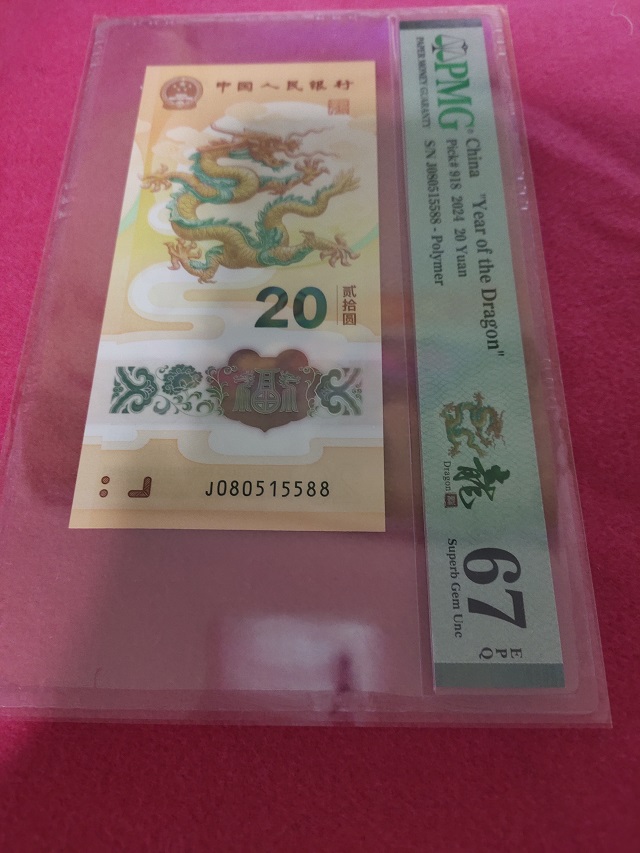 中国人民银行
20
贰拾圆
福
J080515588
PMG
PAPER MONEY GUARANTY
China "Year of the Dragon"
Pick# 918 2024 20 Yuan
S/N J080515588 - Polymer
龍
Dragon
67
EPQ
Superb Gem Unc